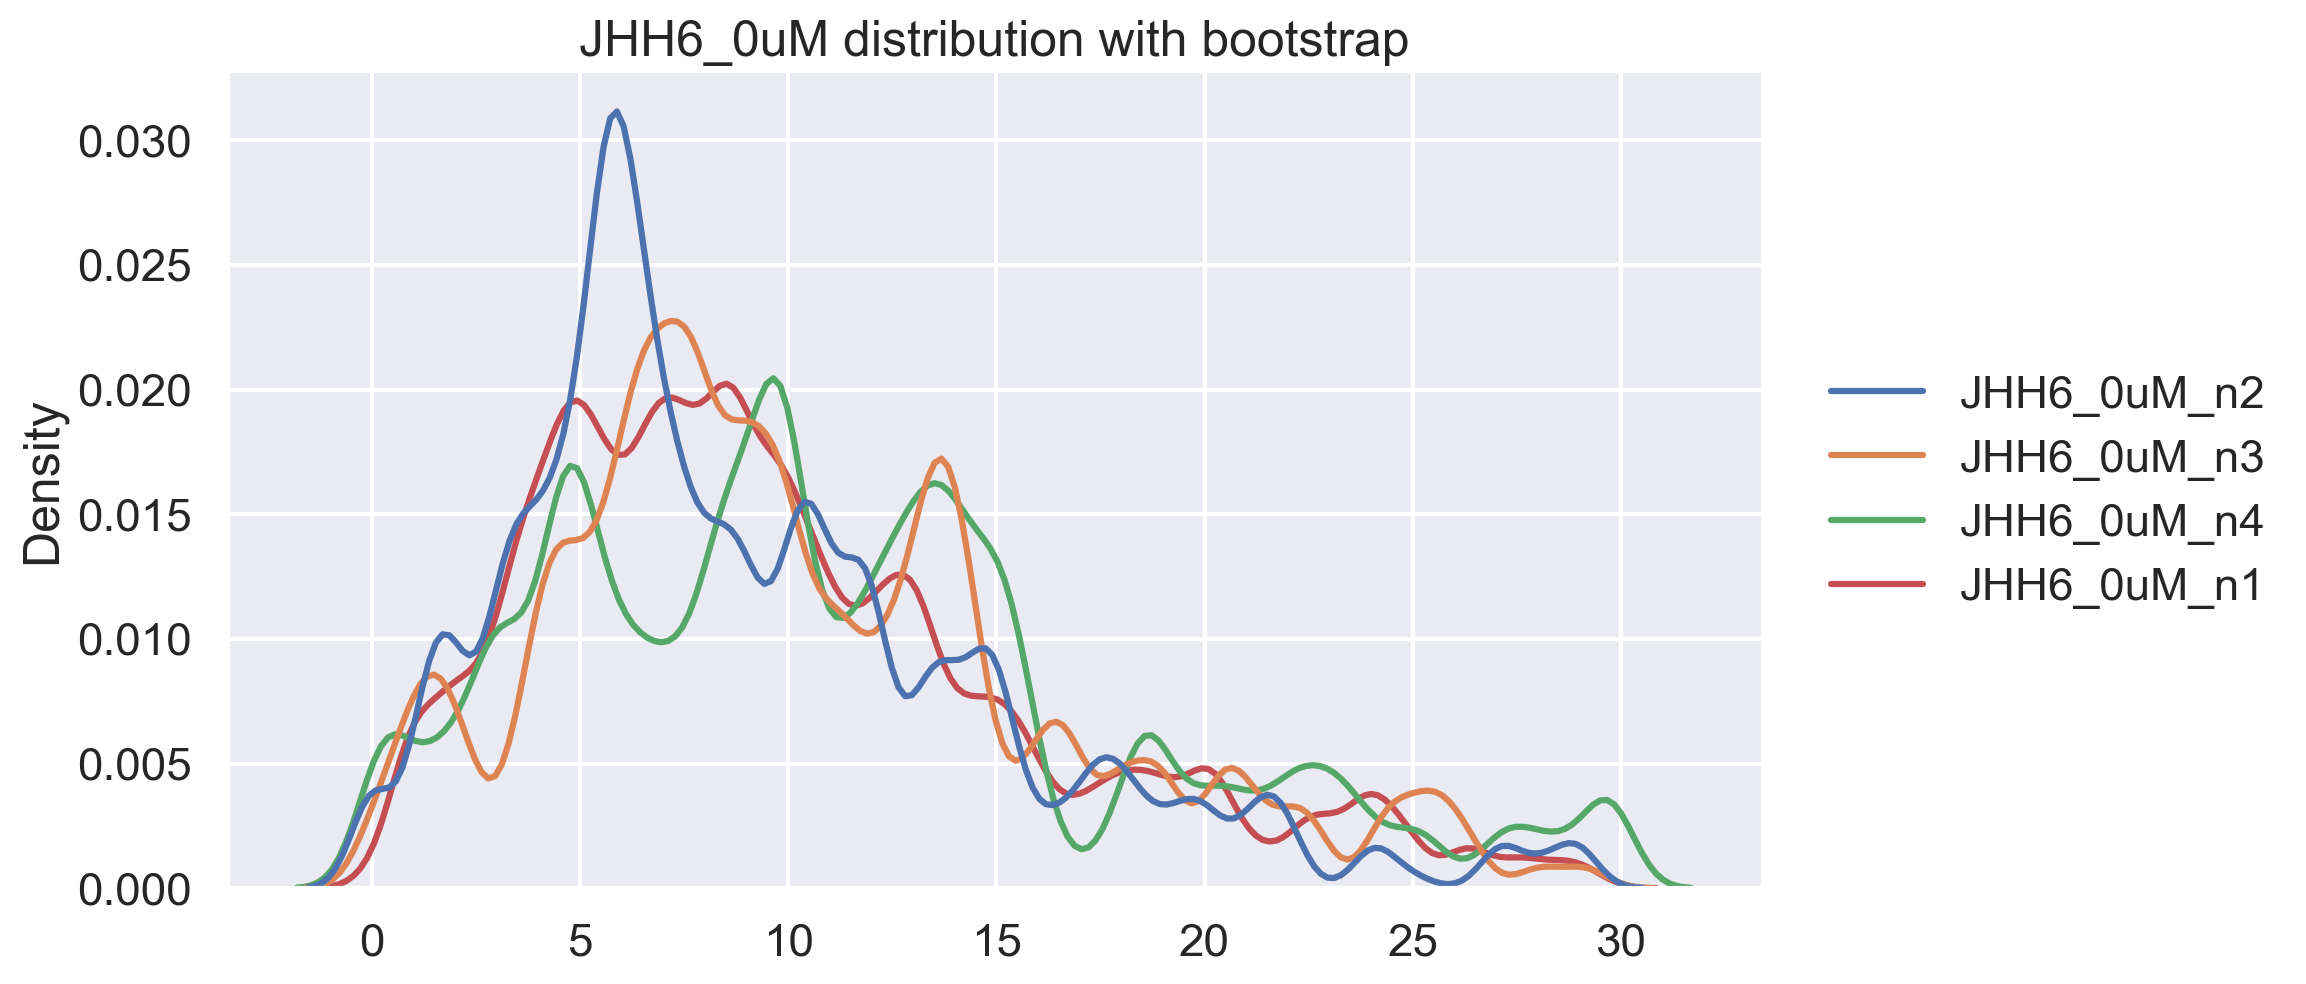 JHH6_0uM distribution with bootstrap
Density
0.030
0.025
0.020
0.015
0.010
0.005
0.000
0 5 10 15 20 25 30
JHH6_0uM_n2
JHH6_0uM_n3
JHH6_0uM_n4
JHH6_0uM_n1